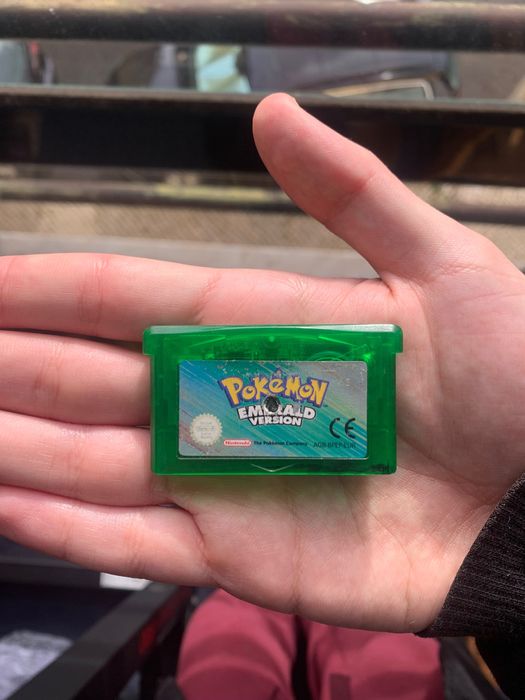 POKéMON
EMERALD
VERSION
Nintendo
The Pokémon Company
AGB-BPEP-EUR
CE